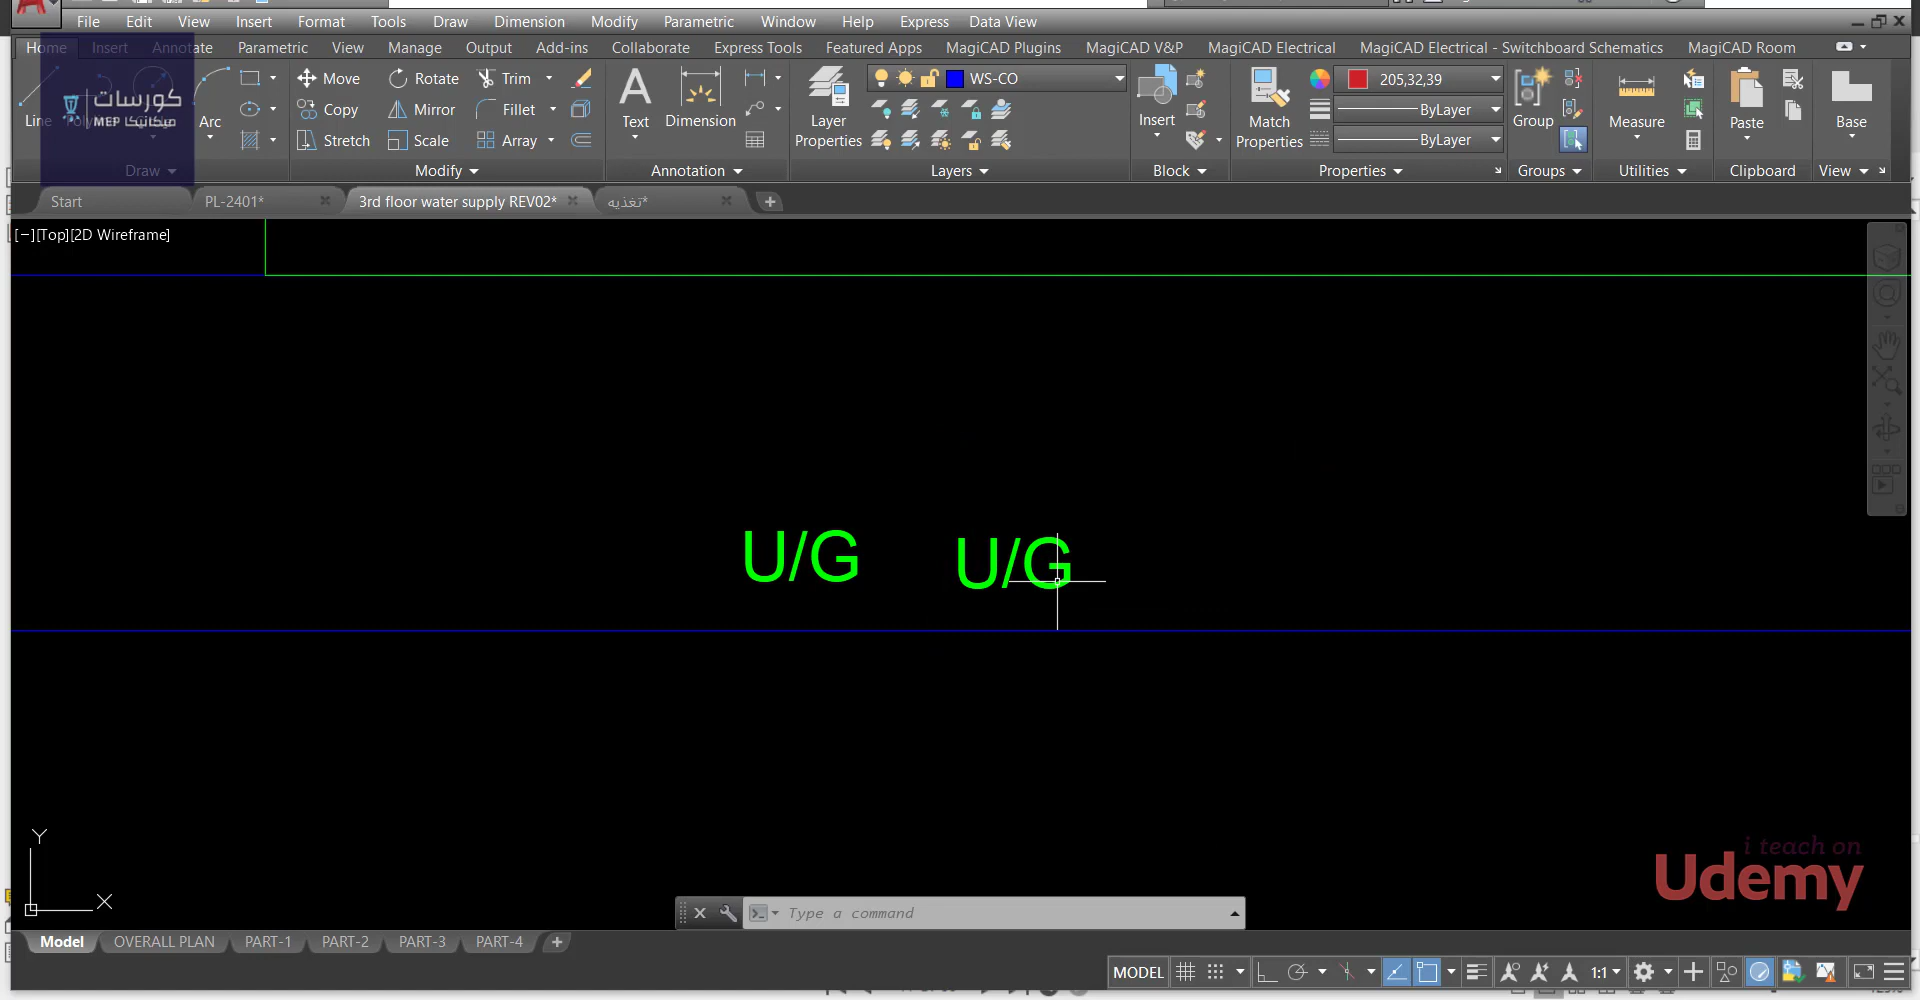 File Edit View Insert Format Tools Draw Dimension Modify Parametric Window Help Express Data View
Home Insert Annotate Parametric View Manage Output Add-ins Collaborate Express Tools Featured Apps MagiCAD Plugins MagiCAD V&P MagiCAD Electrical MagiCAD Electrical - Switchboard Schematics MagiCAD Room
Move Rotate Trim WS-CO 205,32,39
كورسات
ميكانيكا MEP
Line Arc Copy Mirror Fillet Text Dimension Layer Properties Insert Match Properties ByLayer Group Measure Paste Base
Stretch Scale Array ByLayer
Draw Modify Annotation Layers Block Properties Groups Utilities Clipboard View
Start PL-2401* 3rd floor water supply REV02* تغذيه*
[−][Top][2D Wireframe]
U/G U/G
Y
X
i teach on
Udemy
Type a command
Model OVERALL PLAN PART-1 PART-2 PART-3 PART-4
MODEL 1:1